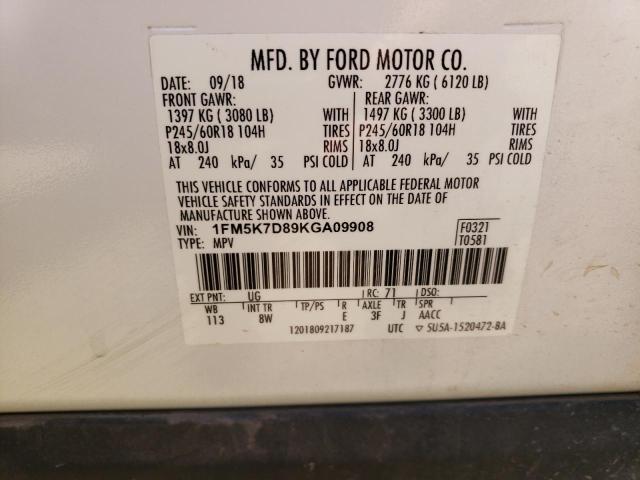 MFD. BY FORD MOTOR CO.
DATE: 09/18 GVWR: 2776 KG ( 6120 LB)
FRONT GAWR: REAR GAWR:
1397 KG ( 3080 LB) WITH 1497 KG ( 3300 LB) WITH
P245/60R18 104H TIRES P245/60R18 104H TIRES
18x8.0J RIMS 18x8.0J RIMS
AT 240 kPa/ 35 PSI COLD AT 240 kPa/ 35 PSI COLD
THIS VEHICLE CONFORMS TO ALL APPLICABLE FEDERAL MOTOR
VEHICLE SAFETY STANDARDS IN EFFECT ON THE DATE OF
MANUFACTURE SHOWN ABOVE.
VIN: 1FM5K7D89KGA09908 F0321
TYPE: MPV T0581
EXT PNT: UG RC: 71 DSO:
WB INT TR TP/PS R AXLE TR SPR
113 8W E 3F J AACC
1201809217187 UTC ▽ 5U5A-1520472-BA